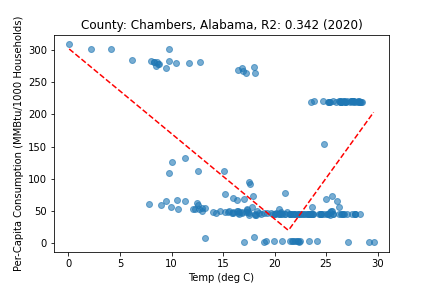 County: Chambers, Alabama, R2: 0.342 (2020)
Per-Capita Consumption (MMBtu/1000 Households)
300
250
200
150
100
50
0
0 5 10 15 20 25 30
Temp (deg C)